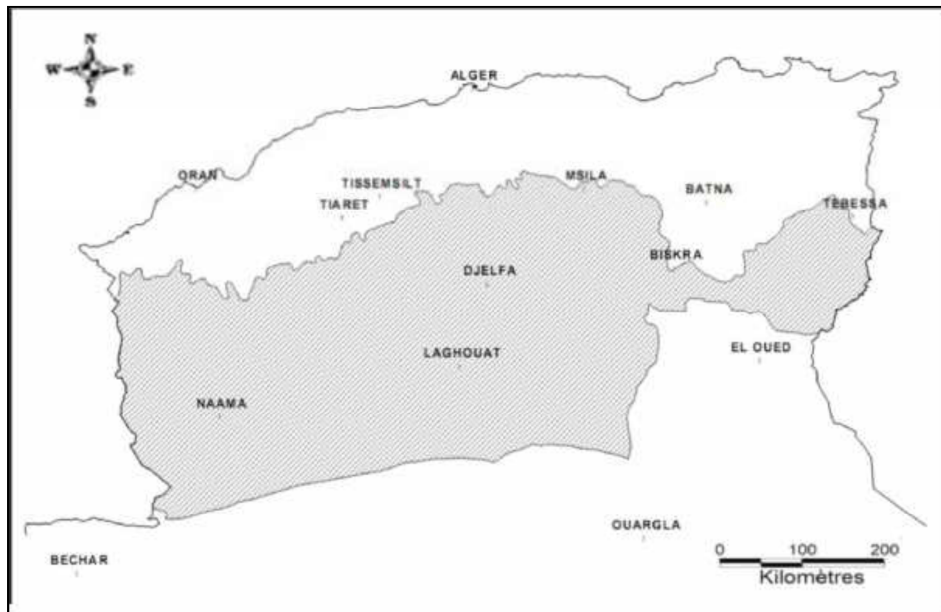 N
W E
S
ALGER
ORAN
TISSEMSILT
MSILA
TIARET
BATNA
TEBESSA
BISKRA
DJELFA
EL OUED
LAGHOUAT
NAAMA
OUARGLA
BECHAR
0 100 200
Kilomètres